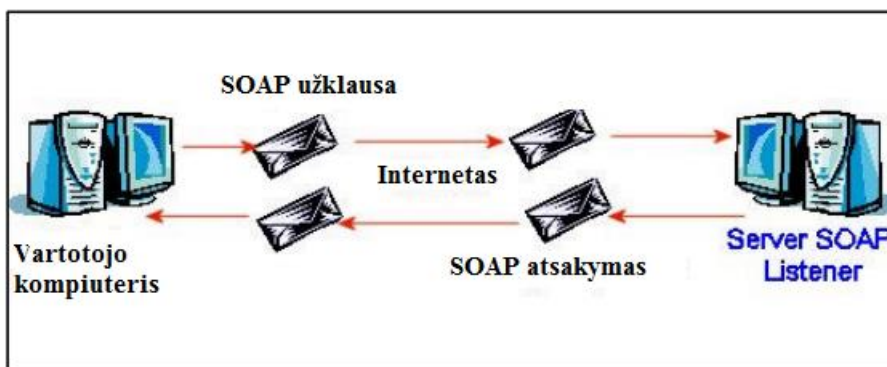 SOAP užklausa
Internetas
Vartotojo
kompiuteris
SOAP atsakymas
Server SOAP
Listener